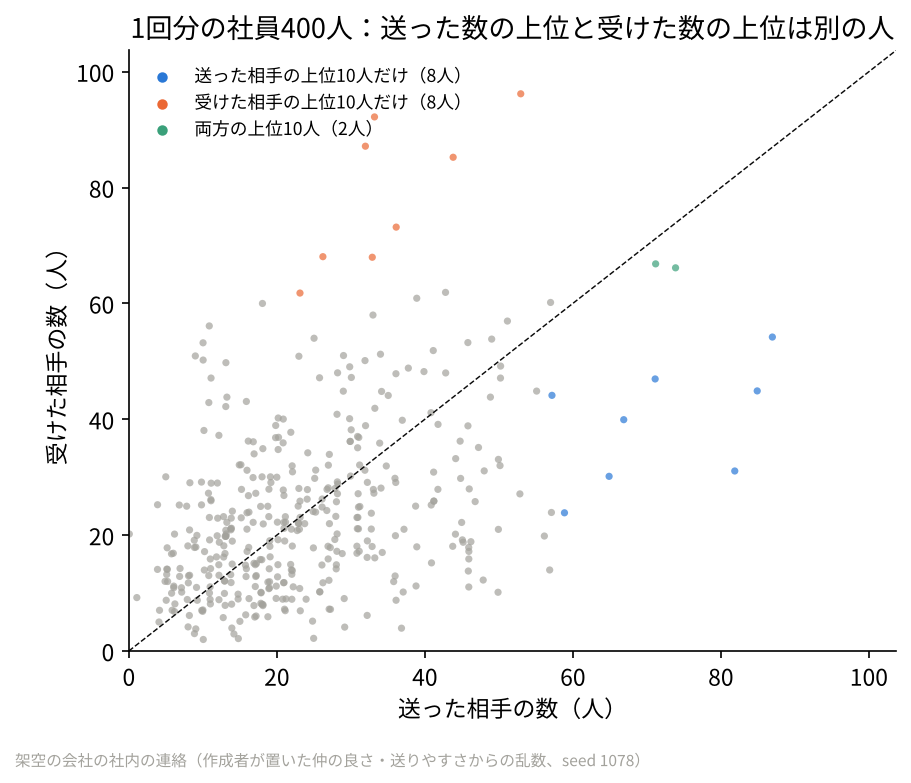 1回分の社員400人：送った数の上位と受けた数の上位は別の人
送った相手の上位10人だけ（8人）
受けた相手の上位10人だけ（8人）
両方の上位10人（2人）
100
80
60
40
20
0
受けた相手の数（人）
0 20 40 60 80 100
送った相手の数（人）
架空の会社の社内の連絡（作成者が置いた仲の良さ・送りやすさからの乱数、seed 1078）